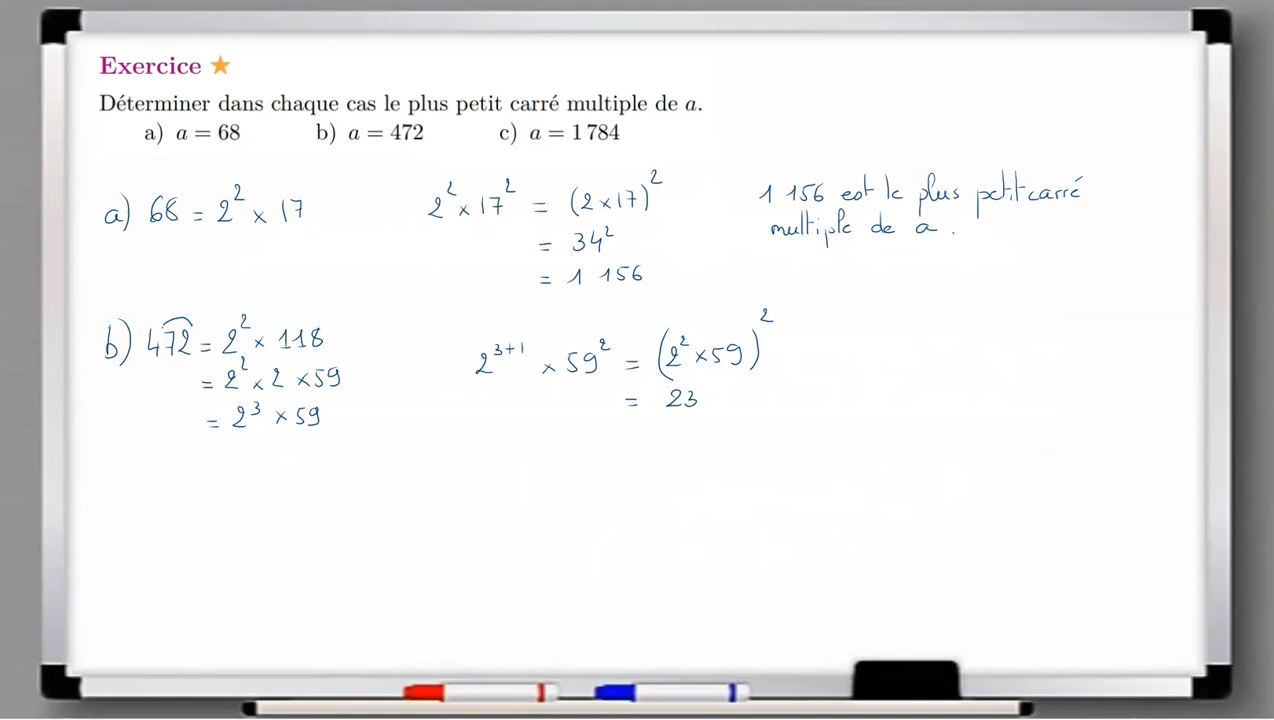 Exercice ★
Déterminer dans chaque cas le plus petit carré multiple de a.
a) a = 68 b) a = 472 c) a = 1 784
a) 68 = 2² × 17
2² × 17² = (2 × 17)²
= 34²
= 1 156
1 156 est le plus petit carré
multiple de a.
b) 472 = 2² × 118
= 2² × 2 × 59
= 2³ × 59
2³⁺¹ × 59² = (2² × 59)²
= 23